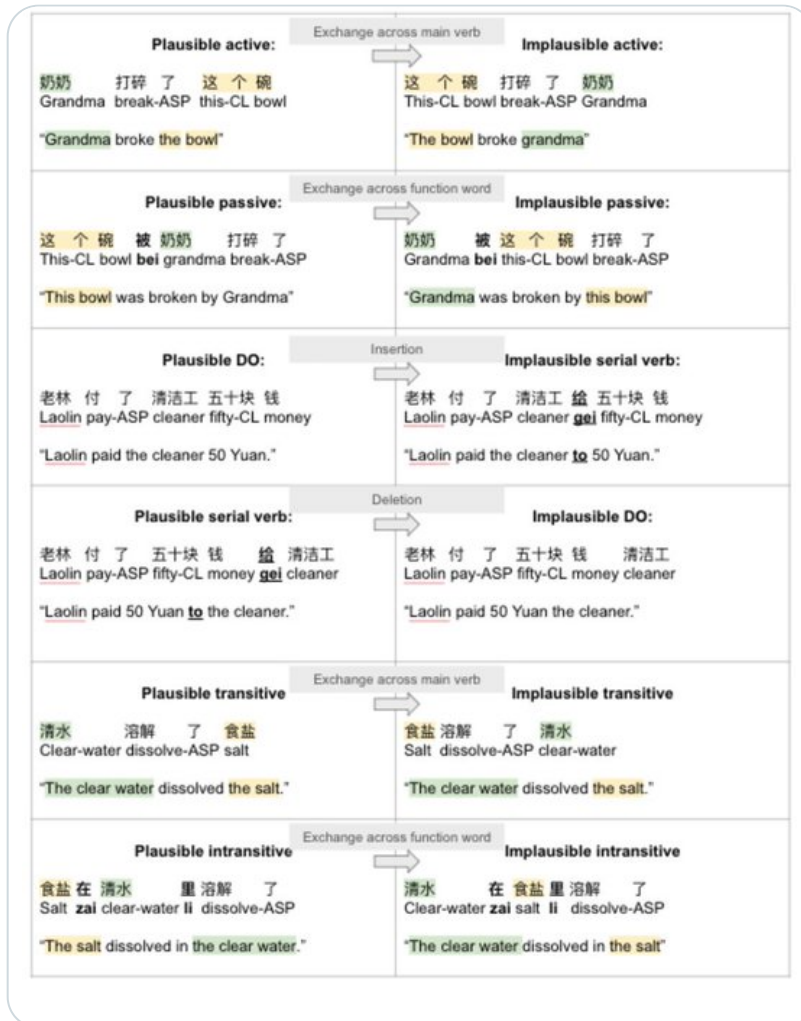 Exchange across main verb
Plausible active:
Implausible active:
奶奶 打碎 了 这 个 碗
Grandma break-ASP this-CL bowl
"Grandma broke the bowl"
这 个 碗 打碎 了 奶奶
This-CL bowl break-ASP Grandma
"The bowl broke grandma"
Exchange across function word
Plausible passive:
Implausible passive:
这 个 碗 被 奶奶 打碎 了
This-CL bowl bei grandma break-ASP
"This bowl was broken by Grandma"
奶奶 被 这 个 碗 打碎 了
Grandma bei this-CL bowl break-ASP
"Grandma was broken by this bowl"
Insertion
Plausible DO:
Implausible serial verb:
老林 付 了 清洁工 五十块 钱
Laolin pay-ASP cleaner fifty-CL money
"Laolin paid the cleaner 50 Yuan."
老林 付 了 清洁工 给 五十块 钱
Laolin pay-ASP cleaner gei fifty-CL money
"Laolin paid the cleaner to 50 Yuan."
Deletion
Plausible serial verb:
Implausible DO:
老林 付 了 五十块 钱 给 清洁工
Laolin pay-ASP fifty-CL money gei cleaner
"Laolin paid 50 Yuan to the cleaner."
老林 付 了 五十块 钱 清洁工
Laolin pay-ASP fifty-CL money cleaner
"Laolin paid 50 Yuan the cleaner."
Exchange across main verb
Plausible transitive
Implausible transitive
清水 溶解 了 食盐
Clear-water dissolve-ASP salt
"The clear water dissolved the salt."
食盐 溶解 了 清水
Salt dissolve-ASP clear-water
"The clear water dissolved the salt."
Exchange across function word
Plausible intransitive
Implausible intransitive
食盐 在 清水 里 溶解 了
Salt zai clear-water li dissolve-ASP
"The salt dissolved in the clear water."
清水 在 食盐 里 溶解 了
Clear-water zai salt li dissolve-ASP
"The clear water dissolved in the salt"